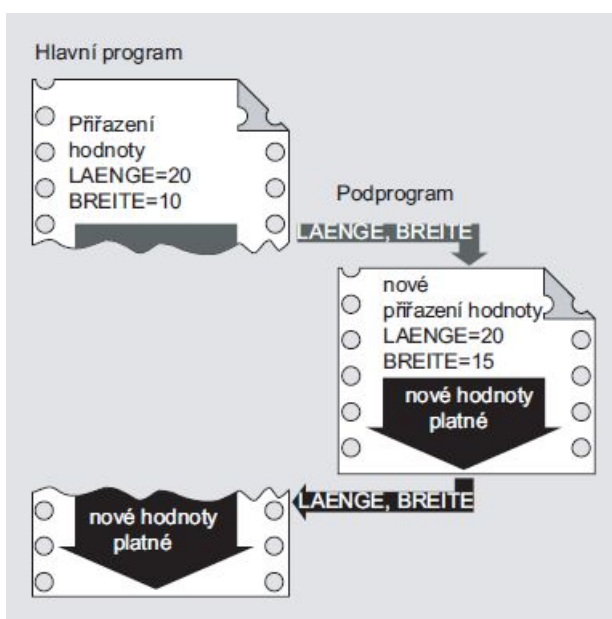 Hlavní program
Přiřazení
hodnoty
LAENGE=20
BREITE=10
Podprogram
LAENGE, BREITE
nové
přiřazení hodnoty
LAENGE=20
BREITE=15
nové hodnoty
platné
LAENGE, BREITE
nové hodnoty
platné